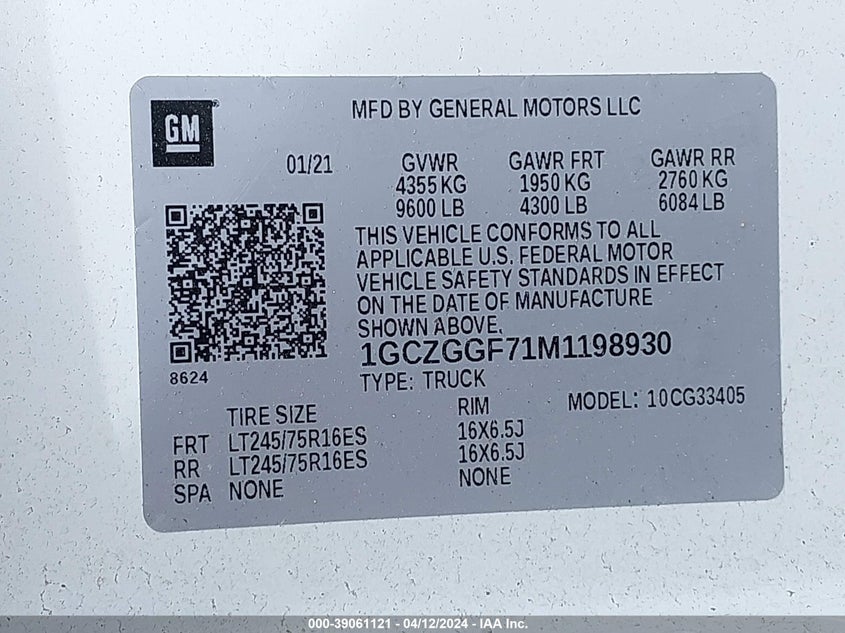 GM®
MFD BY GENERAL MOTORS LLC
01/21
GVWR GAWR FRT GAWR RR
4355 KG 1950 KG 2760 KG
9600 LB 4300 LB 6084 LB
THIS VEHICLE CONFORMS TO ALL
APPLICABLE U.S. FEDERAL MOTOR
VEHICLE SAFETY STANDARDS IN EFFECT
ON THE DATE OF MANUFACTURE
SHOWN ABOVE.
1GCZGGF71M1198930
8624
TYPE: TRUCK
MODEL: 10CG33405
TIRE SIZE RIM
FRT LT245/75R16ES 16X6.5J
RR LT245/75R16ES 16X6.5J
SPA NONE NONE
000-39061121 - 04/12/2024 - IAA Inc.